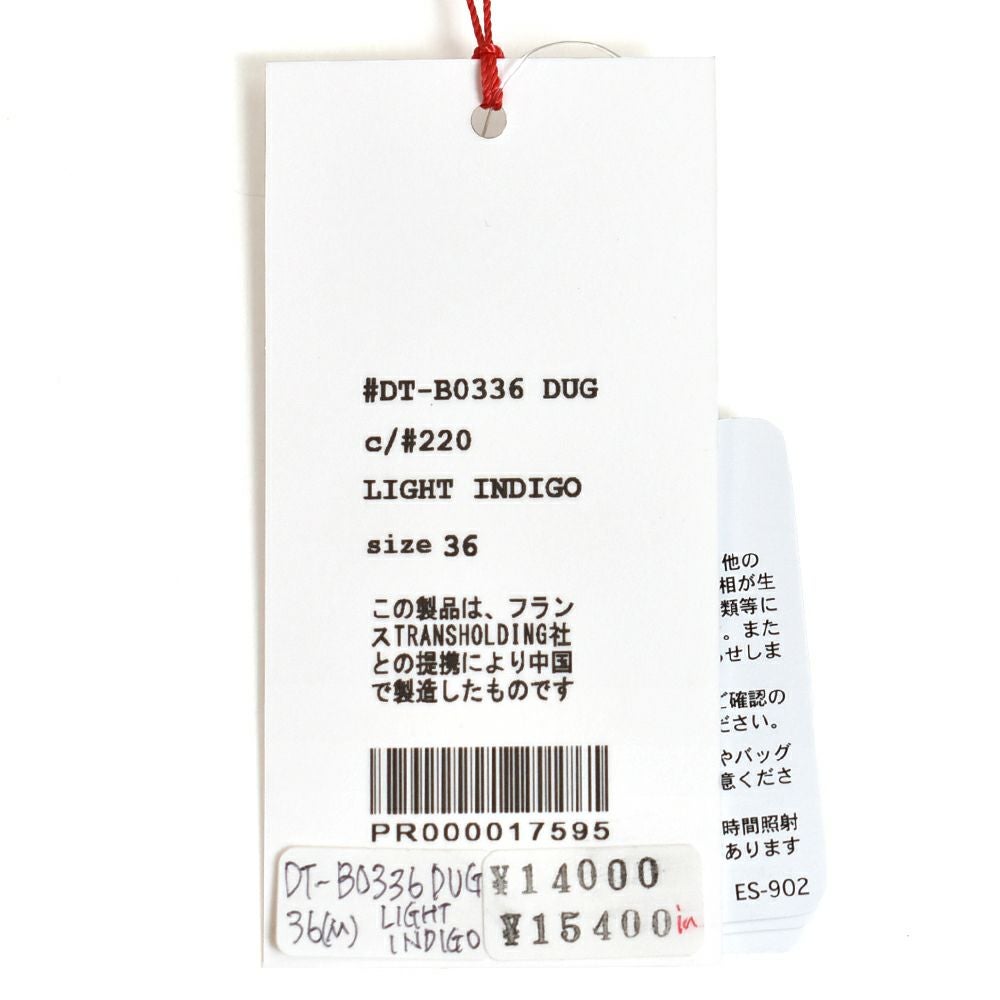 #DT-B0336 DUG
c/#220
LIGHT INDIGO
size 36
この製品は、フラン
スTRANSHOLDING社
との提携により中国
で製造したものです
PR000017595
DT-B0336 DUG
36(M) LIGHT
INDIGO
¥14000
¥15400 in
他の
相が生
類等に
。また
らせしま
ご確認の
ださい。
やバッグ
意くださ
時間照射
あります
ES-902